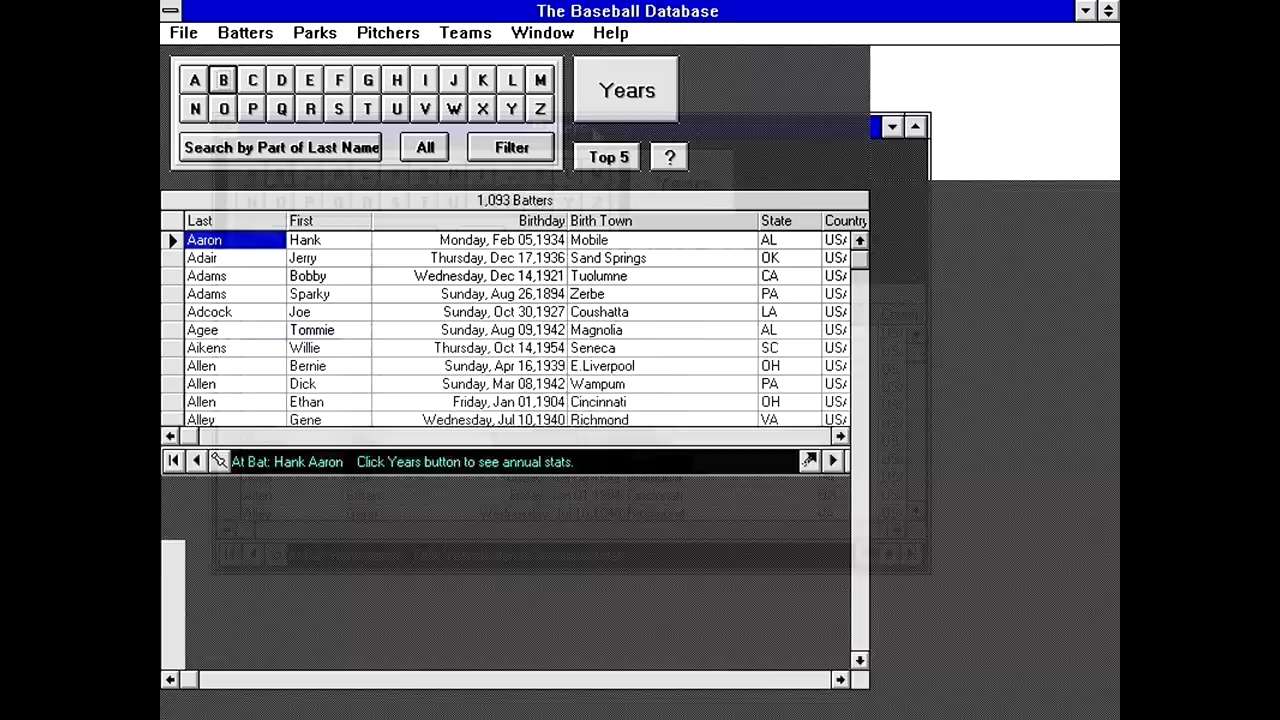 The Baseball Database
File Batters Parks Pitchers Teams Window Help
A B C D E F G H I J K L M
N O P Q R S T U V W X Y Z
Years
Search by Part of Last Name All Filter
Top 5 ?
1,093 Batters
Last First Birthday Birth Town State Country
Aaron Hank Monday, Feb 05,1934 Mobile AL USA
Adair Jerry Thursday, Dec 17,1936 Sand Springs OK USA
Adams Bobby Wednesday, Dec 14,1921 Tuolumne CA USA
Adams Sparky Sunday, Aug 26,1894 Zerbe PA USA
Adcock Joe Sunday, Oct 30,1927 Coushatta LA USA
Agee Tommie Sunday, Aug 09,1942 Magnolia AL USA
Aikens Willie Thursday, Oct 14,1954 Seneca SC USA
Allen Bernie Sunday, Apr 16,1939 E.Liverpool OH USA
Allen Dick Sunday, Mar 08,1942 Wampum PA USA
Allen Ethan Friday, Jan 01,1904 Cincinnati OH USA
Alley Gene Wednesday, Jul 10,1940 Richmond VA USA
At Bat: Hank Aaron Click Years button to see annual stats.